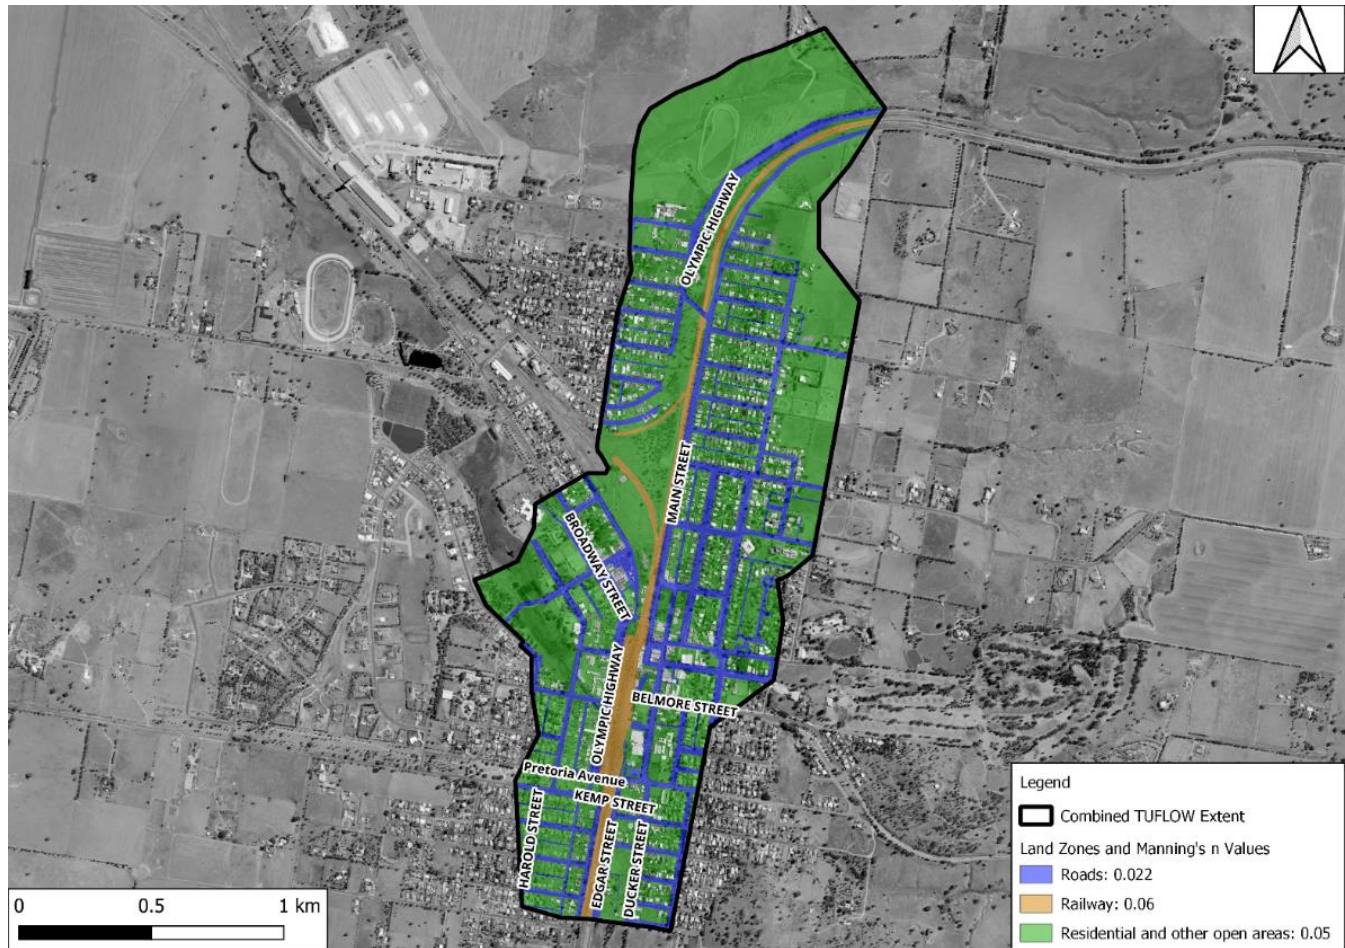 OLYMPIC HIGHWAY
MAIN STREET
BROADWAY STREET
OLYMPIC HIGHWAY
BELMORE STREET
Pretoria Avenue
KEMP STREET
HAROLD STREET
EDGAR STREET
DUCKER STREET
0 0.5 1 km
Legend
Combined TUFLOW Extent
Land Zones and Manning's n Values
Roads: 0.022
Railway: 0.06
Residential and other open areas: 0.05